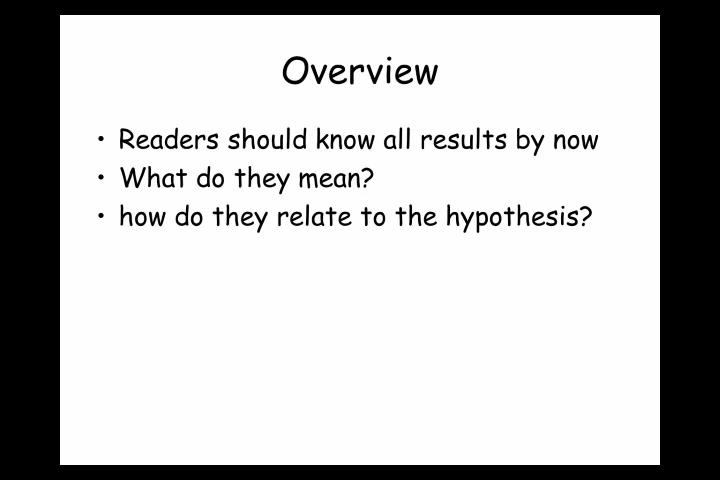 Overview
• Readers should know all results by now
• What do they mean?
• how do they relate to the hypothesis?